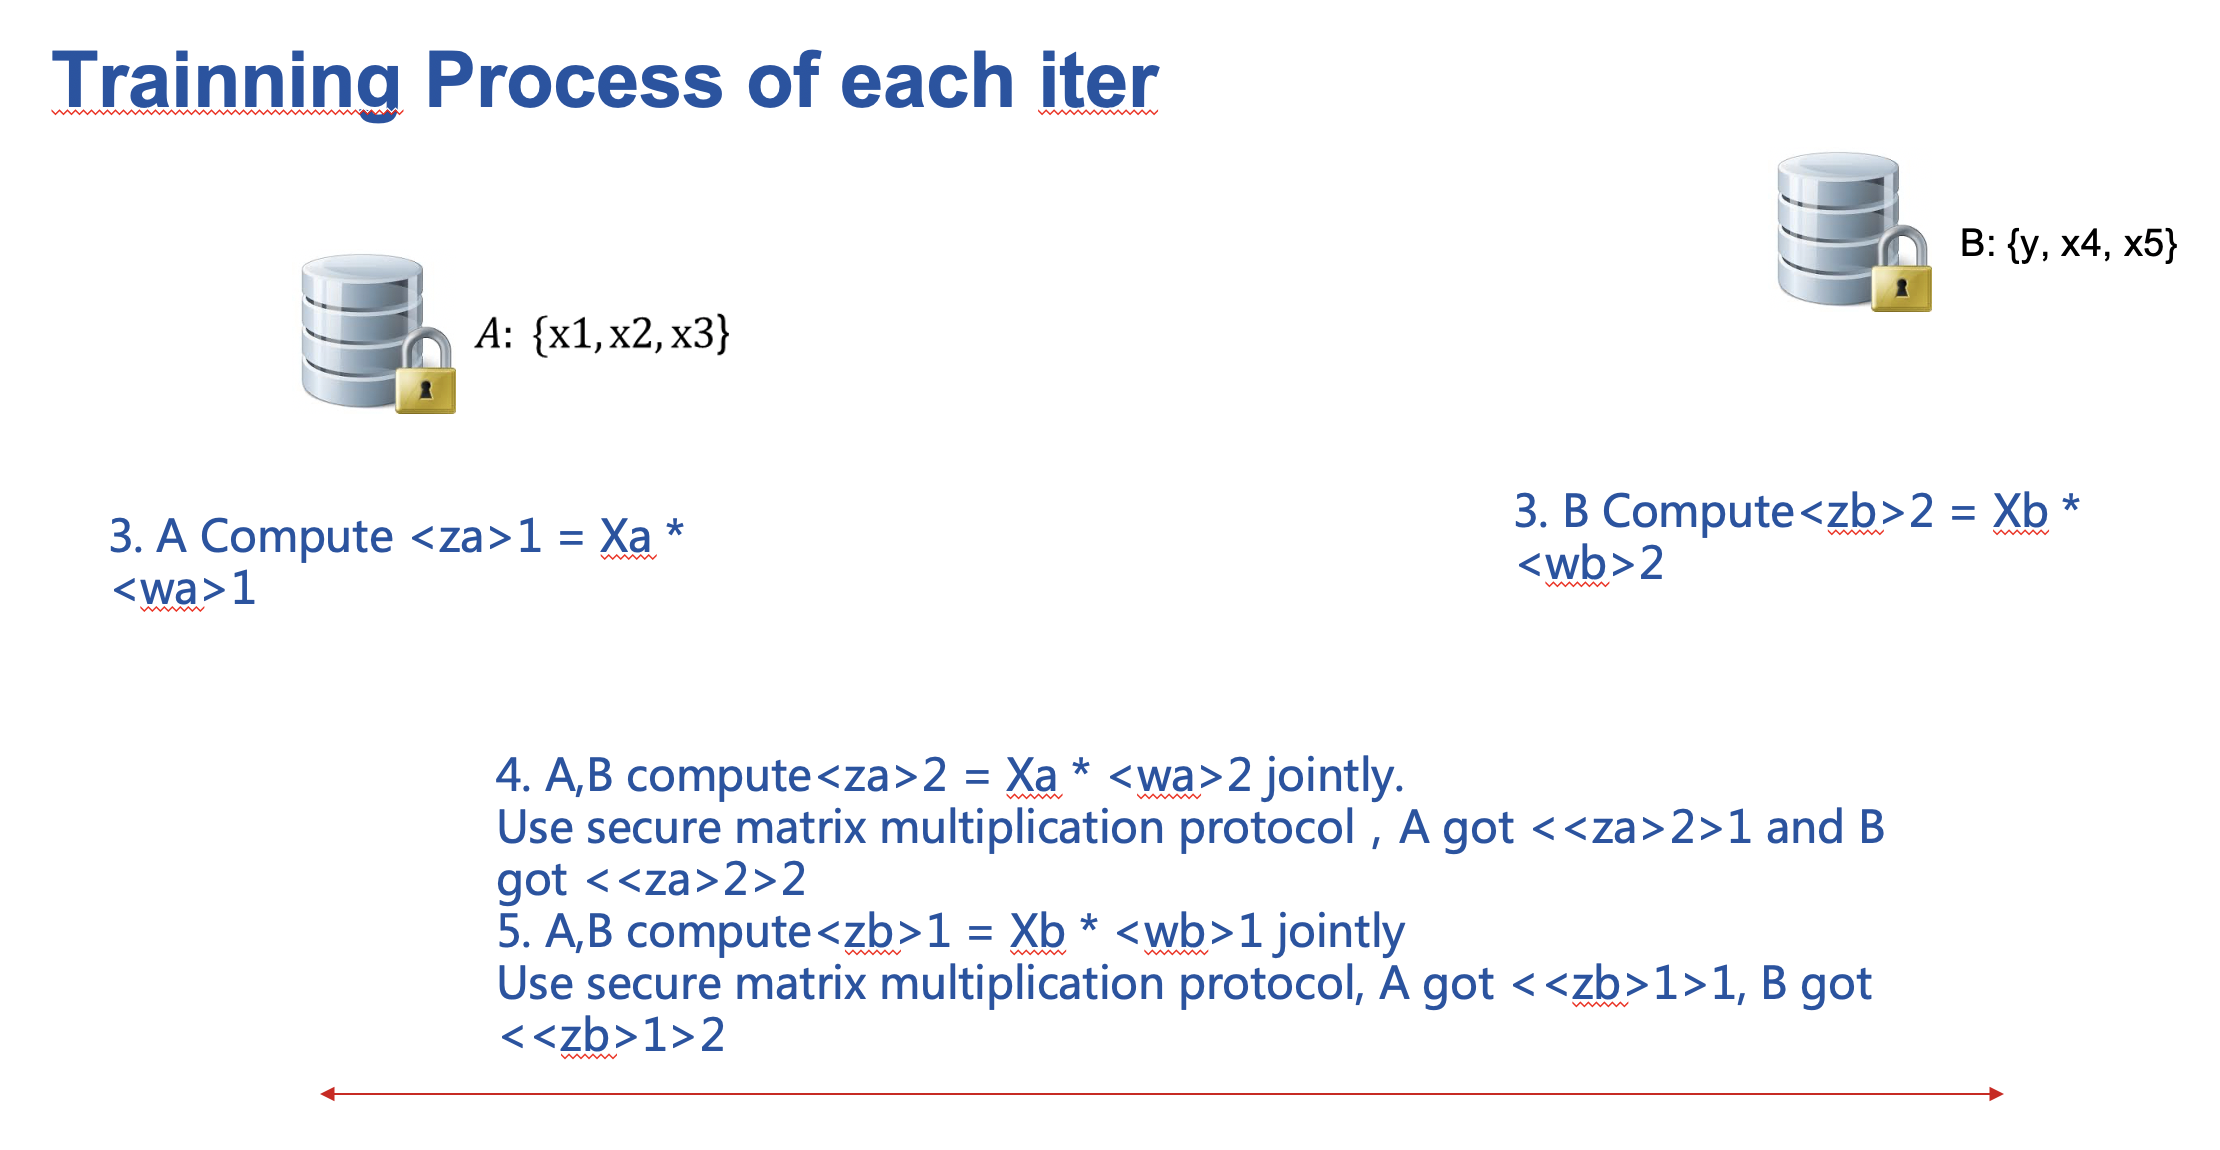 Trainning Process of each iter
B: {y, x4, x5}
A: {x1, x2, x3}
3. A Compute <za>1 = Xa *
<wa>1
3. B Compute<zb>2 = Xb *
<wb>2
4. A,B compute<za>2 = Xa * <wa>2 jointly.
Use secure matrix multiplication protocol , A got <<za>2>1 and B
got <<za>2>2
5. A,B compute<zb>1 = Xb * <wb>1 jointly
Use secure matrix multiplication protocol, A got <<zb>1>1, B got
<<zb>1>2